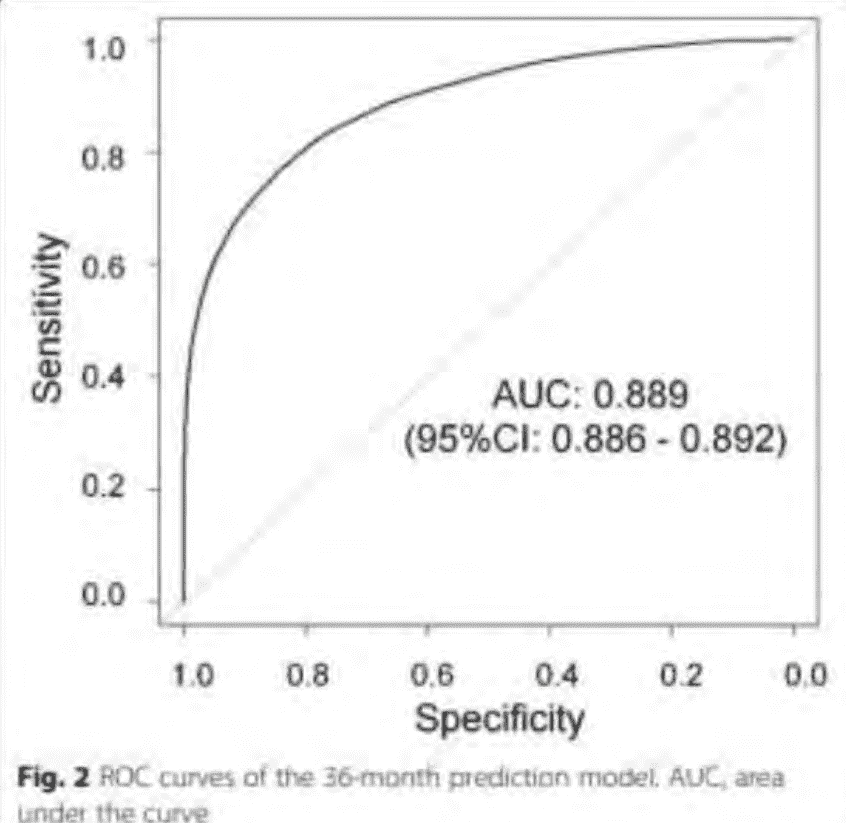 1.0
0.8
0.6
0.4
0.2
0.0
Sensitivity
AUC: 0.889
(95%CI: 0.886 - 0.892)
1.0 0.8 0.6 0.4 0.2 0.0
Specificity
Fig. 2 ROC curves of the 36-month prediction model. AUC, area
under the curve